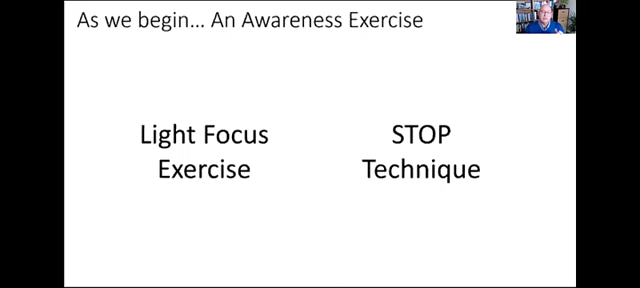 As we begin... An Awareness Exercise
Light Focus
Exercise
STOP
Technique